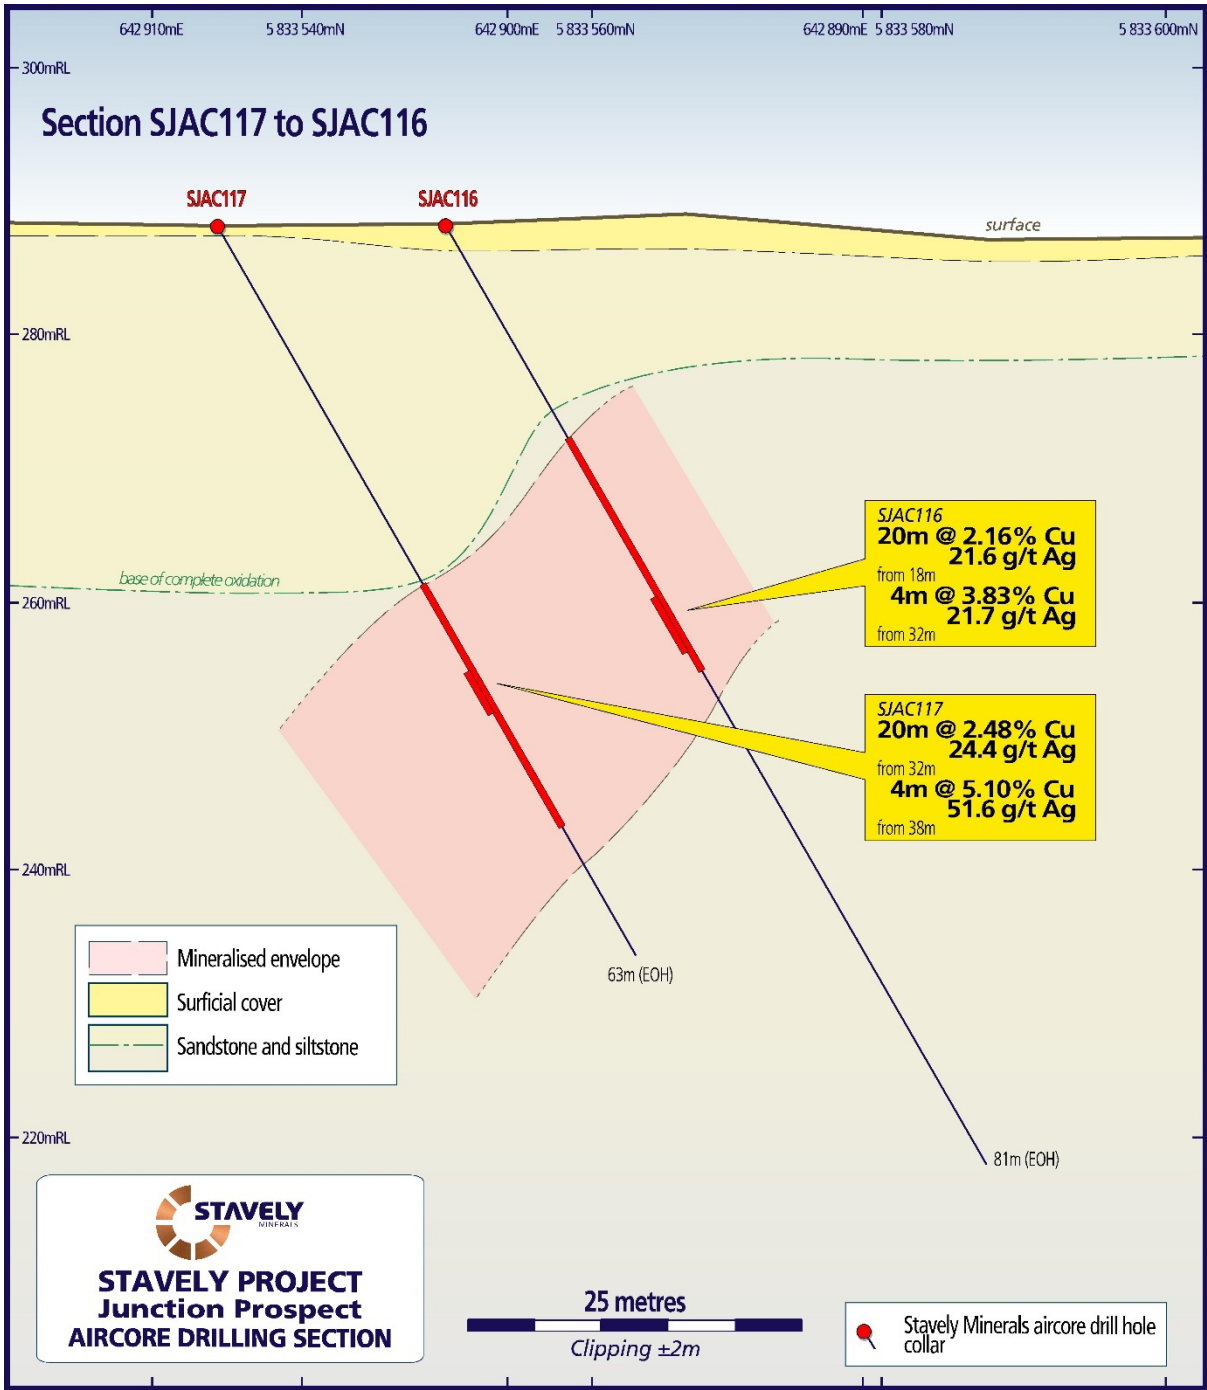 642 910mE
5 833 540mN
642 900mE
5 833 560mN
642 890mE
5 833 580mN
5 833 600mN
300mRL
Section SJAC117 to SJAC116
SJAC117
SJAC116
surface
280mRL
SJAC116
20m @ 2.16% Cu
21.6 g/t Ag
from 18m
4m @ 3.83% Cu
21.7 g/t Ag
from 32m
base of complete oxidation
260mRL
SJAC117
20m @ 2.48% Cu
24.4 g/t Ag
from 32m
4m @ 5.10% Cu
51.6 g/t Ag
from 38m
240mRL
Mineralised envelope
Surficial cover
Sandstone and siltstone
63m (EOH)
220mRL
81m (EOH)
STAVELY
MINERALS
STAVELY PROJECT
Junction Prospect
AIRCORE DRILLING SECTION
25 metres
Clipping ±2m
Stavely Minerals aircore drill hole
collar